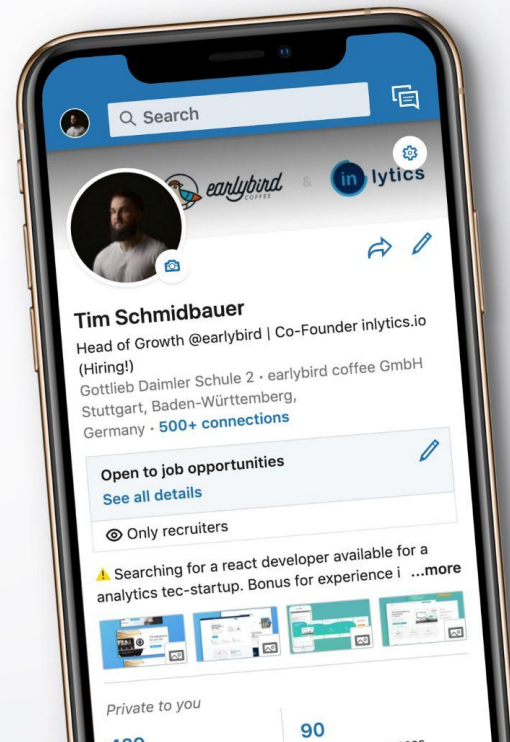 Search
earlybird & in lytics
COFFEE
Tim Schmidbauer
Head of Growth @earlybird | Co-Founder inlytics.io
(Hiring!)
Gottlieb Daimler Schule 2 · earlybird coffee GmbH
Stuttgart, Baden-Württemberg,
Germany · 500+ connections
Open to job opportunities
See all details
Only recruiters
⚠ Searching for a react developer available for a
analytics tec-startup. Bonus for experience i ...more
Private to you
90